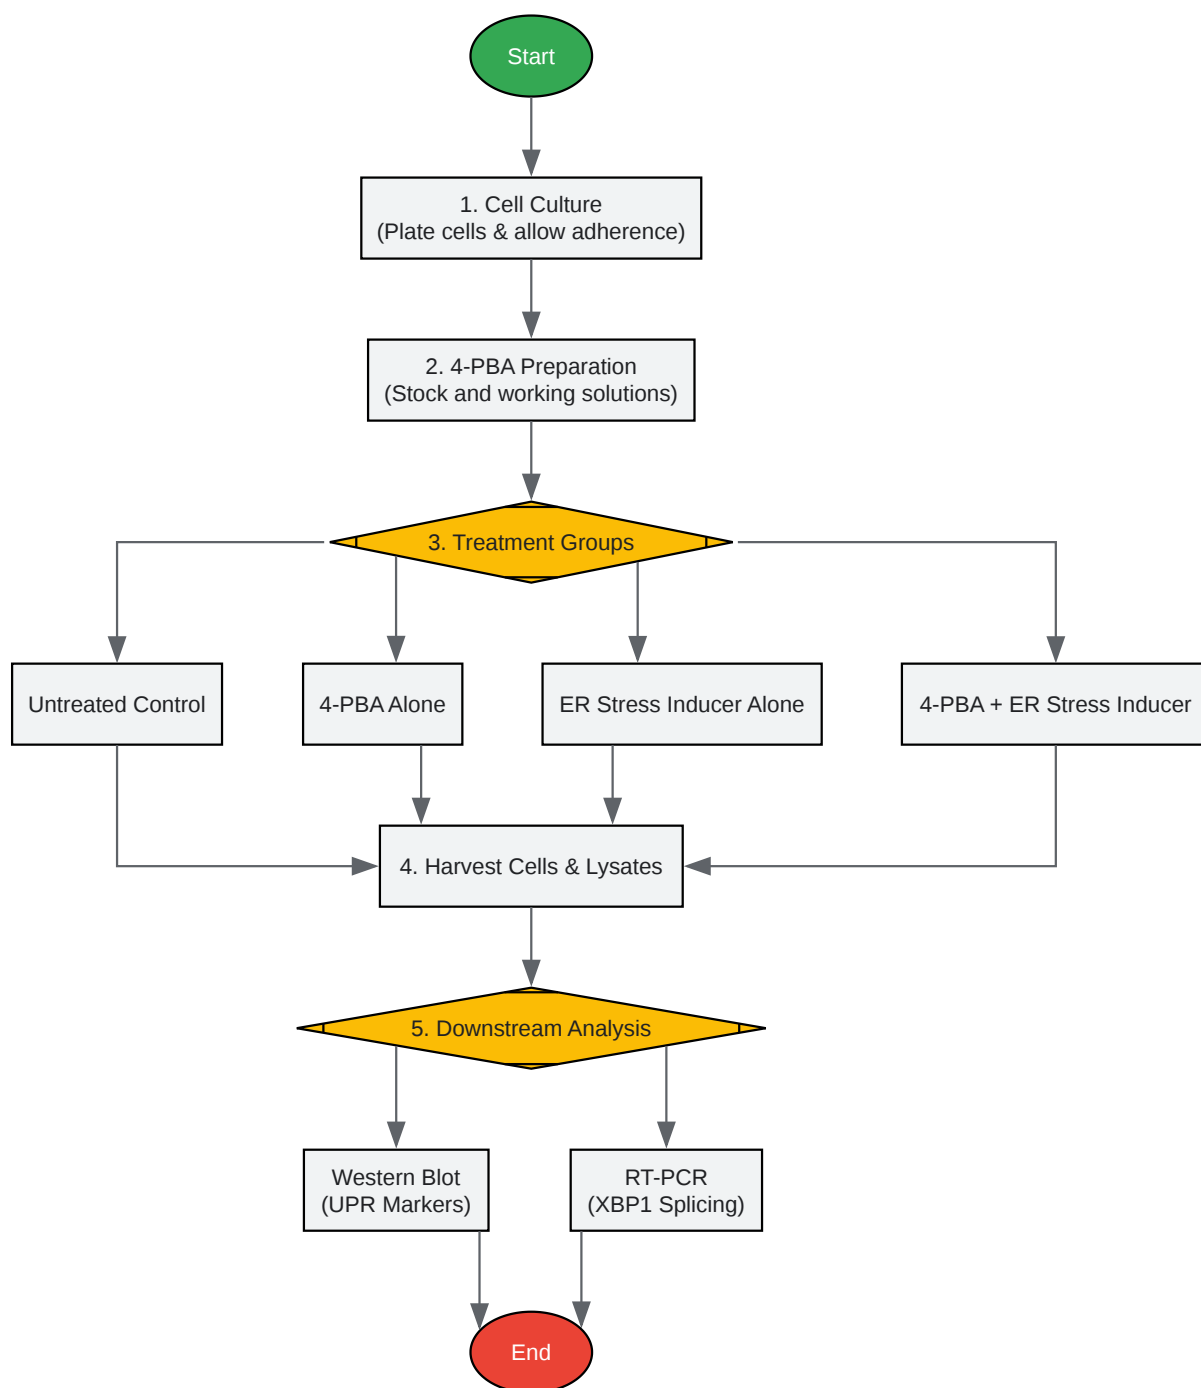 Start
1. Cell Culture
(Plate cells & allow adherence)
2. 4-PBA Preparation
(Stock and working solutions)
3. Treatment Groups
Untreated Control
4-PBA Alone
ER Stress Inducer Alone
4-PBA + ER Stress Inducer
4. Harvest Cells & Lysates
5. Downstream Analysis
Western Blot
(UPR Markers)
RT-PCR
(XBP1 Splicing)
End